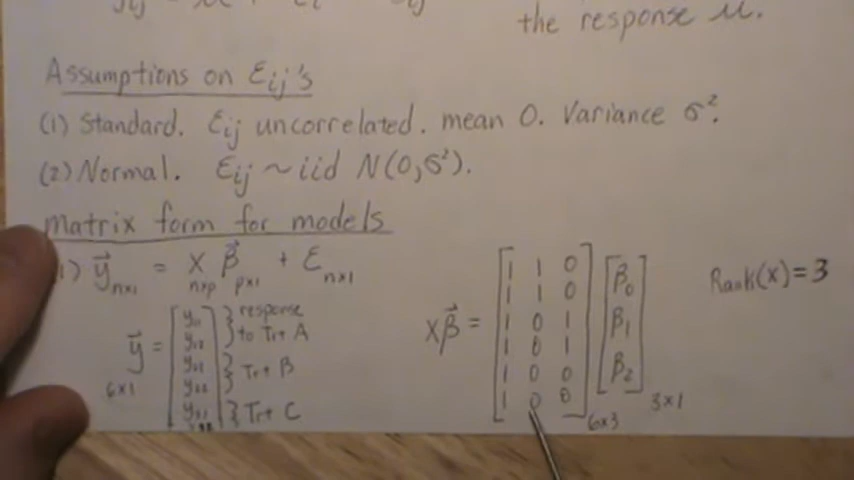 the response μ.
Assumptions on εij's
(1) Standard. εij uncorrelated. mean 0. Variance σ².
(2) Normal. εij ~ iid N(0,σ²).
Matrix form for models
) y⃗ n×1 = X n×p β⃗ p×1 + ε n×1
Rank(X)=3
y⃗ 6×1 = [y11 y12 y21 y22 y31
} response to Trt A
} Trt B
} Trt C
Xβ⃗ =
1 1 0
1 1 0
1 0 1
1 0 1
1 0 0
1 0 0
6×3
β0
β1
β2
3×1